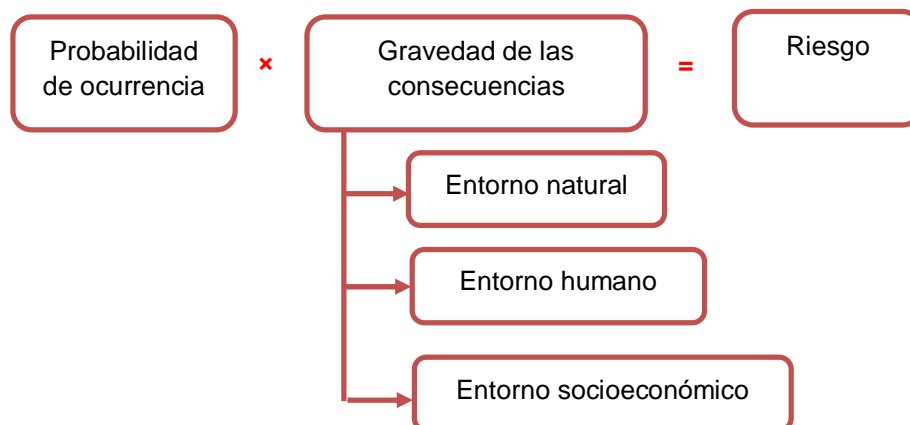 Probabilidad
de ocurrencia
×
Gravedad de las
consecuencias
=
Riesgo
Entorno natural
Entorno humano
Entorno socioeconómico